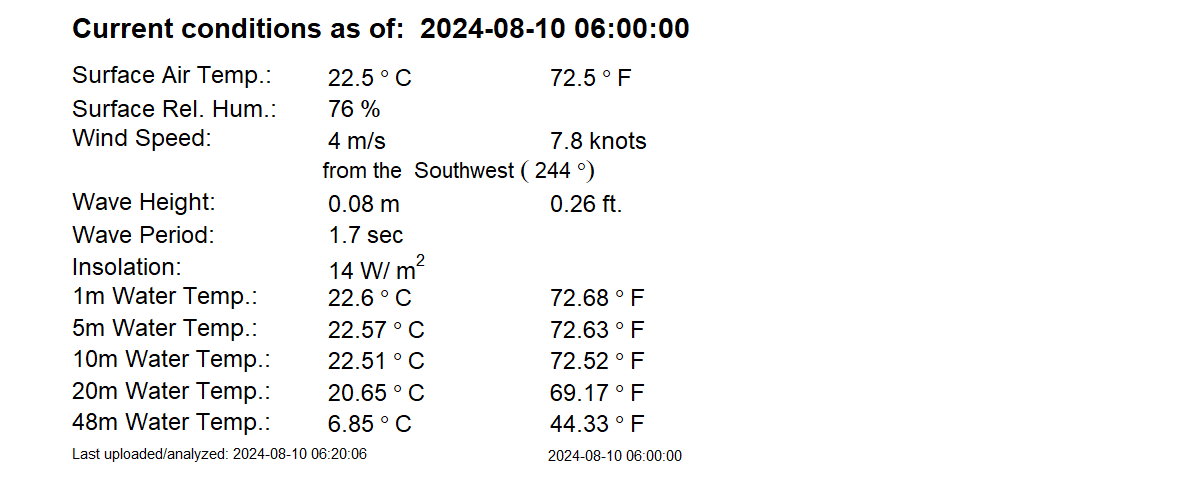 Current conditions as of: 2024-08-10 06:00:00
Surface Air Temp.: 22.5 ° C 72.5 ° F
Surface Rel. Hum.: 76 %
Wind Speed: 4 m/s 7.8 knots
from the Southwest ( 244 °)
Wave Height: 0.08 m 0.26 ft.
Wave Period: 1.7 sec
Insolation: 14 W/ m²
1m Water Temp.: 22.6 ° C 72.68 ° F
5m Water Temp.: 22.57 ° C 72.63 ° F
10m Water Temp.: 22.51 ° C 72.52 ° F
20m Water Temp.: 20.65 ° C 69.17 ° F
48m Water Temp.: 6.85 ° C 44.33 ° F
Last uploaded/analyzed: 2024-08-10 06:20:06 2024-08-10 06:00:00